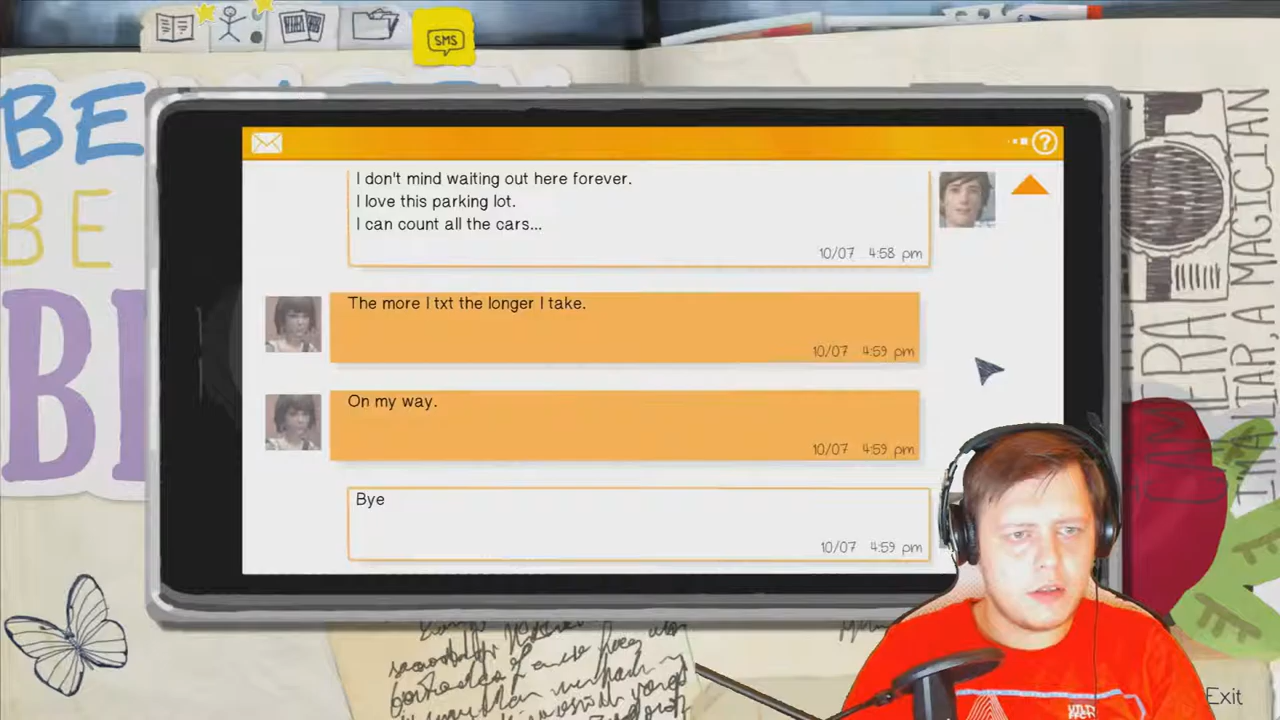 SMS
BE
BE
BE
I don't mind waiting out here forever.
I love this parking lot.
I can count all the cars...
10/07 4:58 pm
The more I txt the longer I take.
10/07 4:59 pm
On my way.
10/07 4:59 pm
Bye
10/07 4:59 pm
CAMERA
LIAR, A MAGICIAN
Exit